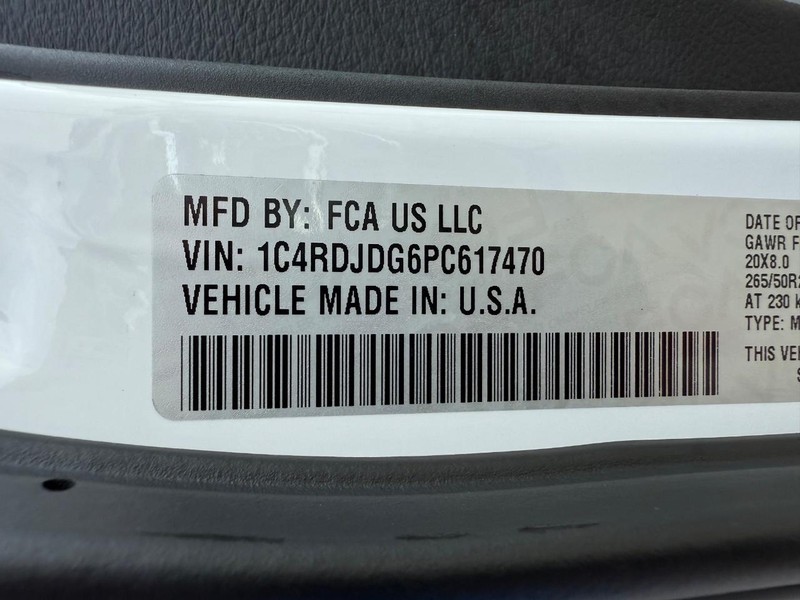 MFD BY: FCA US LLC
VIN: 1C4RDJDG6PC617470
VEHICLE MADE IN: U.S.A.
DATE OF
GAWR F
20X8.0
265/50R2
AT 230 k
TYPE: M
THIS VEH
S